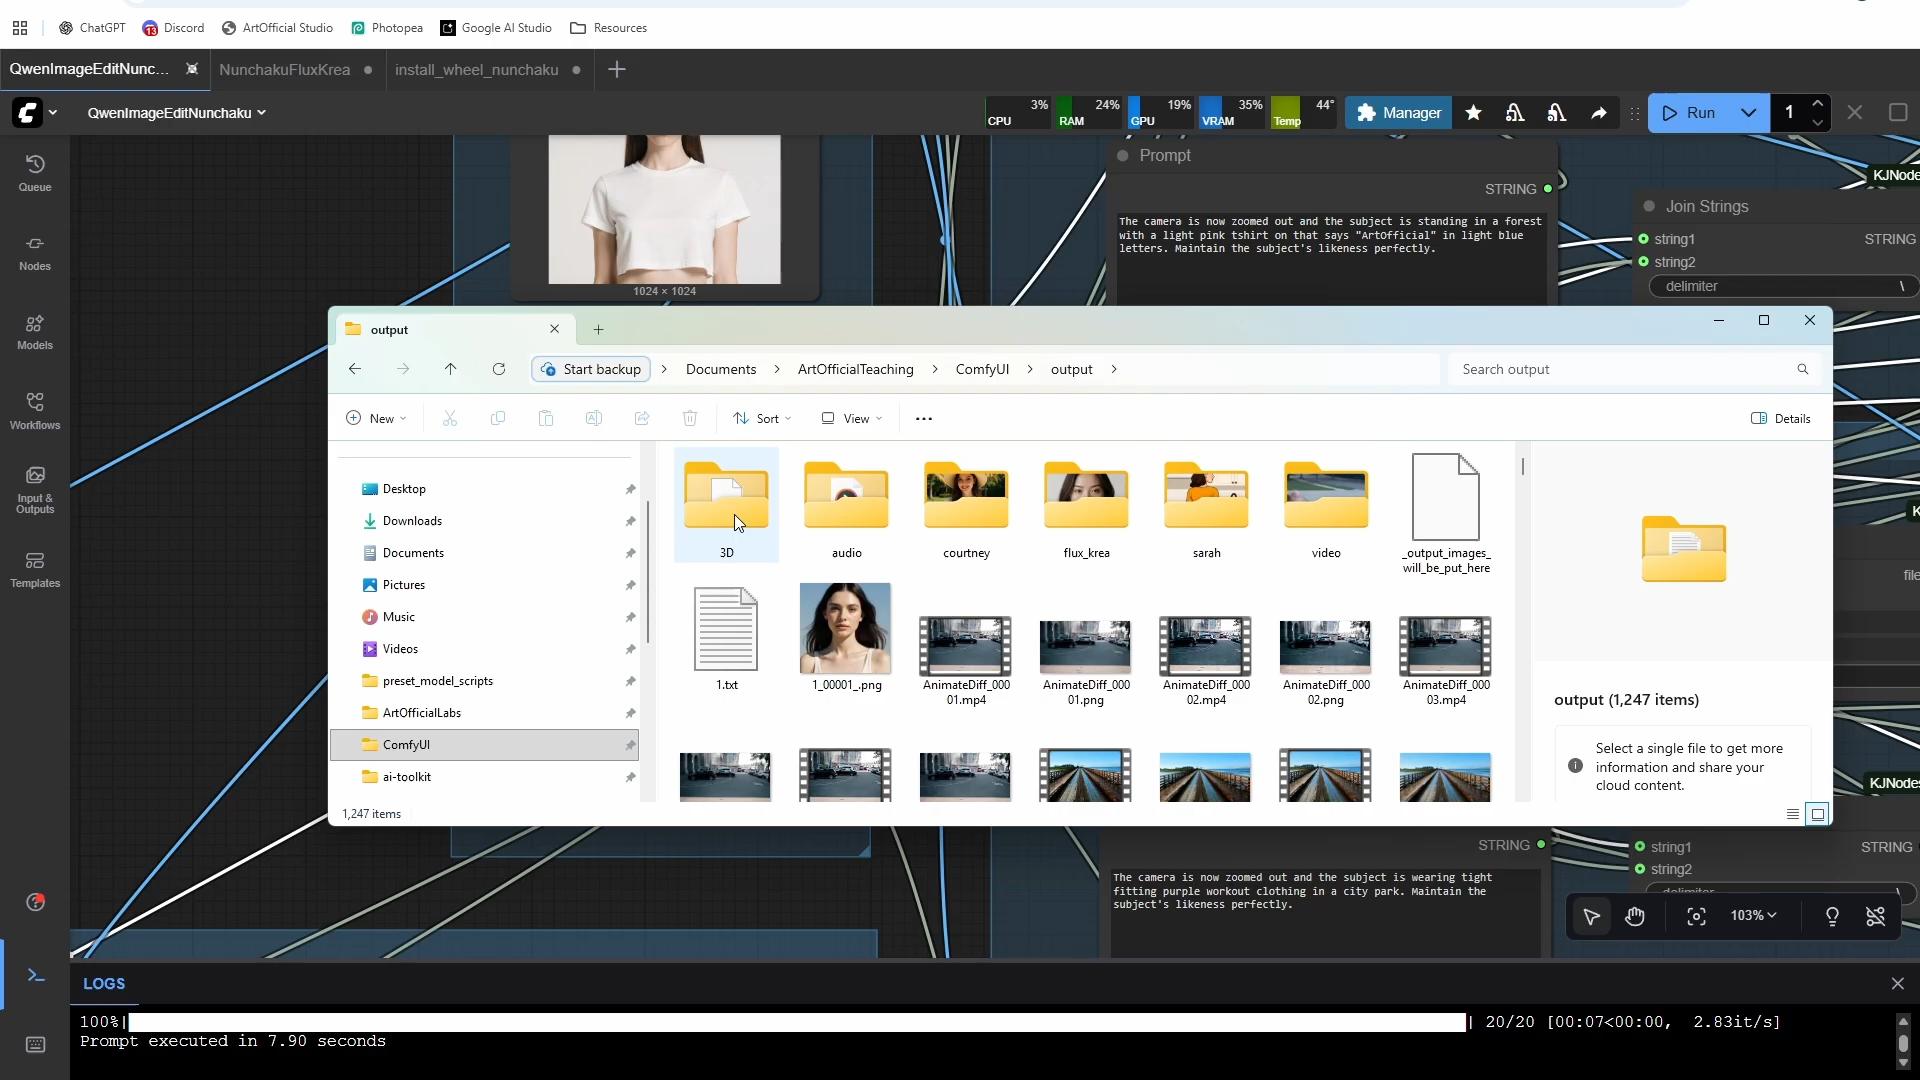 ChatGPT
13
Discord
ArtOfficial Studio
Photopea
Google AI Studio
Resources
QwenImageEditNunc...
NunchakuFluxKrea
install_wheel_nunchaku
QwenImageEditNunchaku
CPU 3%
RAM 24%
GPU 19%
VRAM 35%
Temp 44°
Manager
Run
1
Queue
Nodes
Models
Workflows
Input & Outputs
Templates
1024 × 1024
Prompt
STRING
The camera is now zoomed out and the subject is standing in a forest
with a light pink tshirt on that says "ArtOfficial" in light blue
letters. Maintain the subject's likeness perfectly.
KJNodes
Join Strings
string1
STRING
string2
delimiter \
output
Start backup
Documents
ArtOfficialTeaching
ComfyUI
output
Search output
New
Sort
View
Details
Desktop
Downloads
Documents
Pictures
Music
Videos
preset_model_scripts
ArtOfficialLabs
ComfyUI
ai-toolkit
3D
audio
courtney
flux_krea
sarah
video
_output_images_
will_be_put_here
1.txt
1_00001_.png
AnimateDiff_000
01.mp4
AnimateDiff_000
01.png
AnimateDiff_000
02.mp4
AnimateDiff_000
02.png
AnimateDiff_000
03.mp4
output (1,247 items)
Select a single file to get more
information and share your
cloud content.
1,247 items
file
KJNodes
STRING
string1
STRING
string2
The camera is now zoomed out and the subject is wearing tight
fitting purple workout clothing in a city park. Maintain the
subject's likeness perfectly.
103%
LOGS
100%| | 20/20 [00:07<00:00, 2.83it/s]
Prompt executed in 7.90 seconds